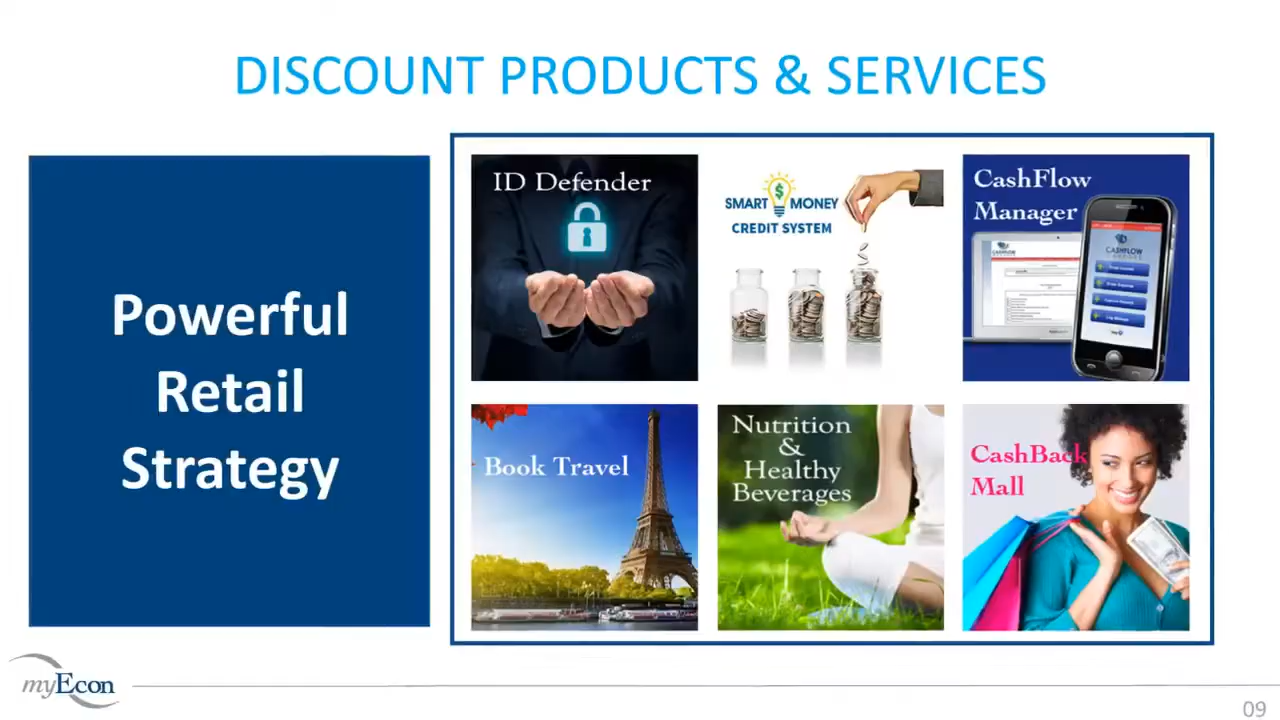 DISCOUNT PRODUCTS & SERVICES
Powerful
Retail
Strategy
ID Defender
SMART MONEY
CREDIT SYSTEM
CashFlow
Manager
CASHFLOW
Book Travel
Nutrition
&
Healthy
Beverages
CashBack
Mall
myEcon
09